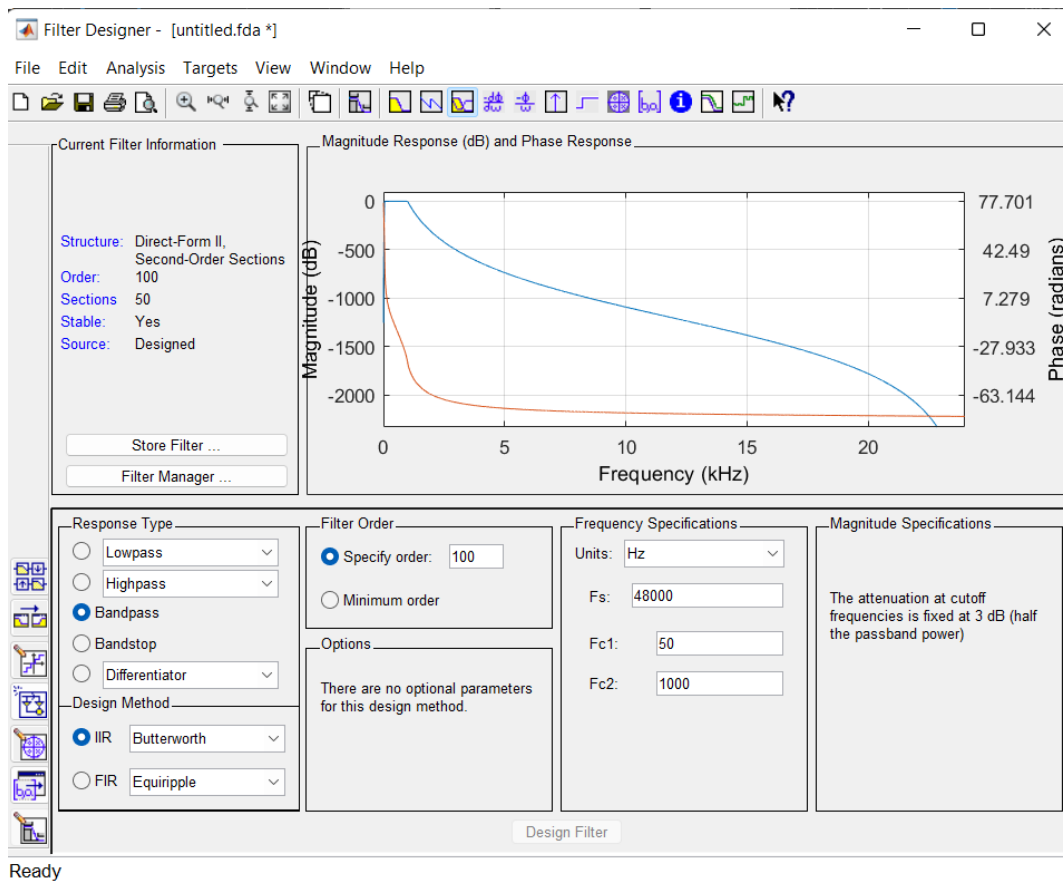 Filter Designer - [untitled.fda *]
File Edit Analysis Targets View Window Help
[b,a]
Current Filter Information
Structure: Direct-Form II,
Second-Order Sections
Order: 100
Sections 50
Stable: Yes
Source: Designed
Store Filter ...
Filter Manager ...
Magnitude Response (dB) and Phase Response
Magnitude (dB)
0
-500
-1000
-1500
-2000
77.701
42.49
7.279
-27.933
-63.144
Phase (radians)
0 5 10 15 20
Frequency (kHz)
Response Type
Lowpass
Highpass
Bandpass
Bandstop
Differentiator
Design Method
IIR Butterworth
FIR Equiripple
Filter Order
Specify order: 100
Minimum order
Options
There are no optional parameters
for this design method.
Frequency Specifications
Units: Hz
Fs: 48000
Fc1: 50
Fc2: 1000
Magnitude Specifications
The attenuation at cutoff
frequencies is fixed at 3 dB (half
the passband power)
Design Filter
Ready